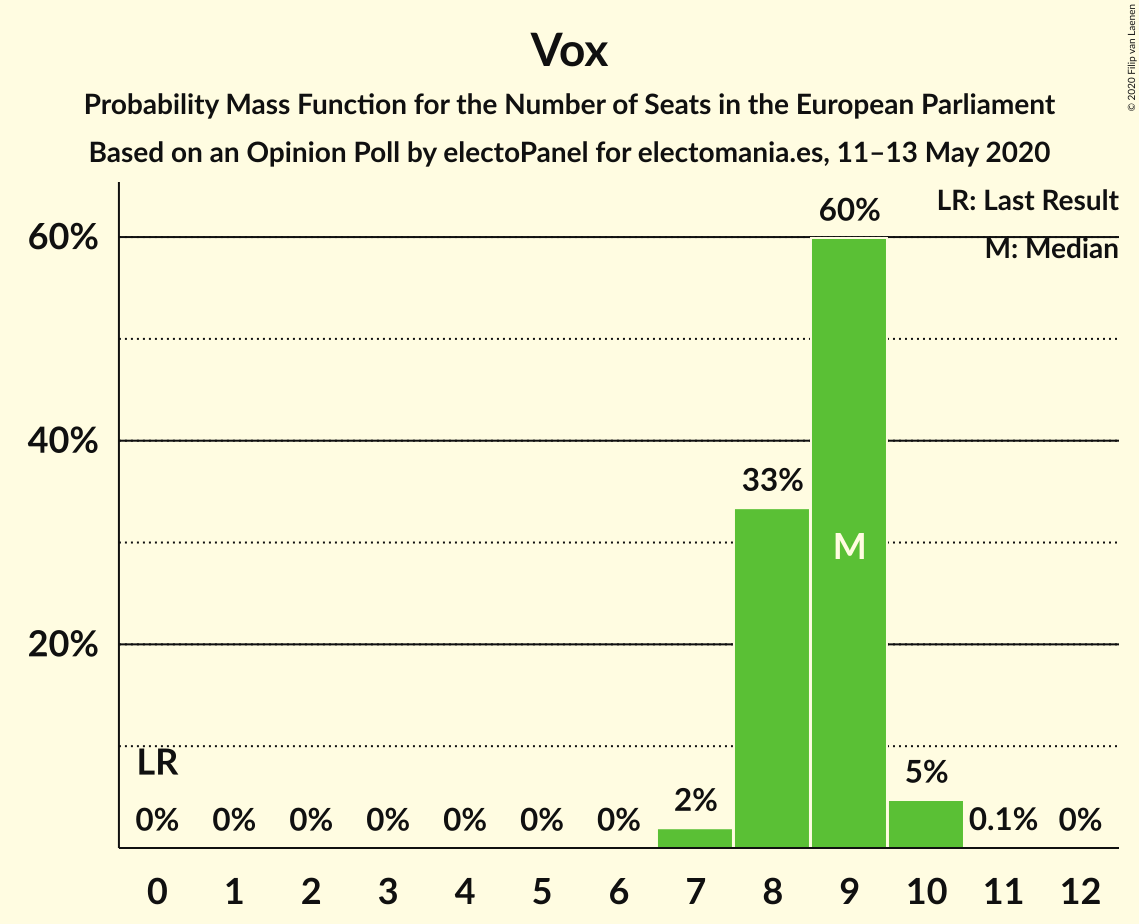 Vox
Probability Mass Function for the Number of Seats in the European Parliament
Based on an Opinion Poll by electoPanel for electomania.es, 11–13 May 2020
© 2020 Filip van Laenen
LR: Last Result
M: Median
60%
40%
20%
LR
0% 0% 0% 0% 0% 0% 0% 2% 33% 60% 5% 0.1% 0%
M
0 1 2 3 4 5 6 7 8 9 10 11 12